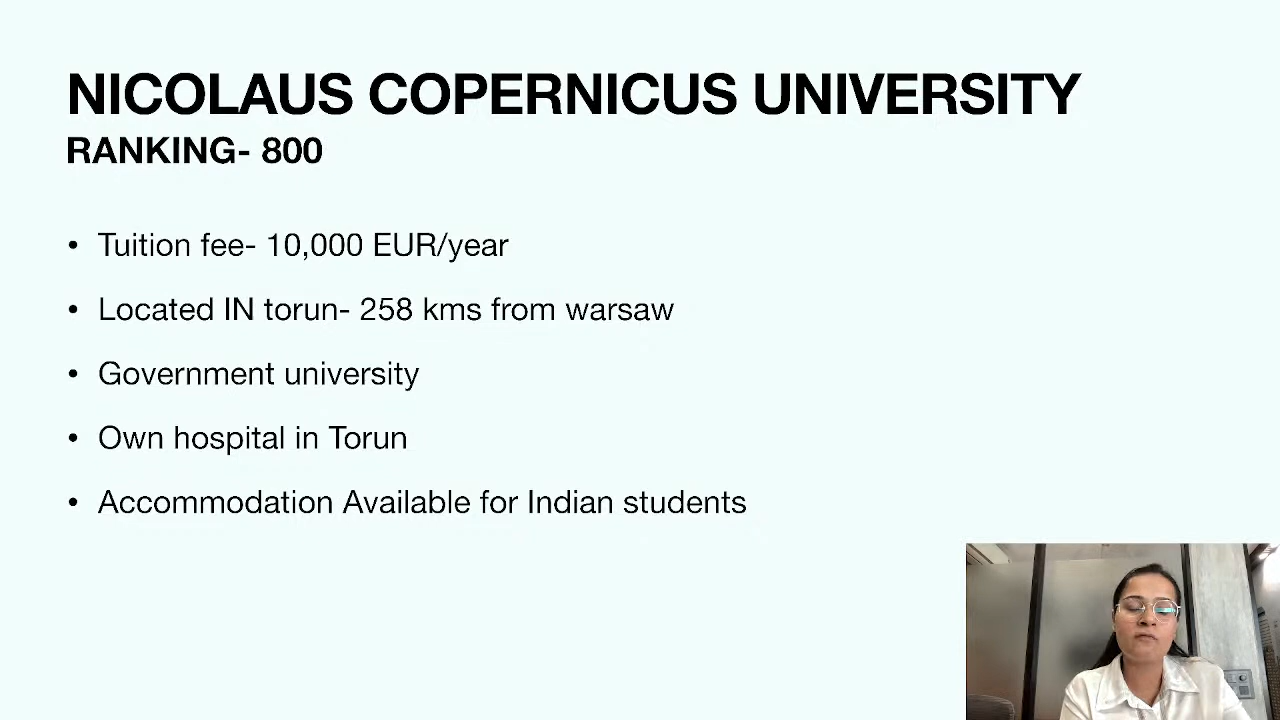 NICOLAUS COPERNICUS UNIVERSITY
RANKING- 800
• Tuition fee- 10,000 EUR/year
• Located IN torun- 258 kms from warsaw
• Government university
• Own hospital in Torun
• Accommodation Available for Indian students